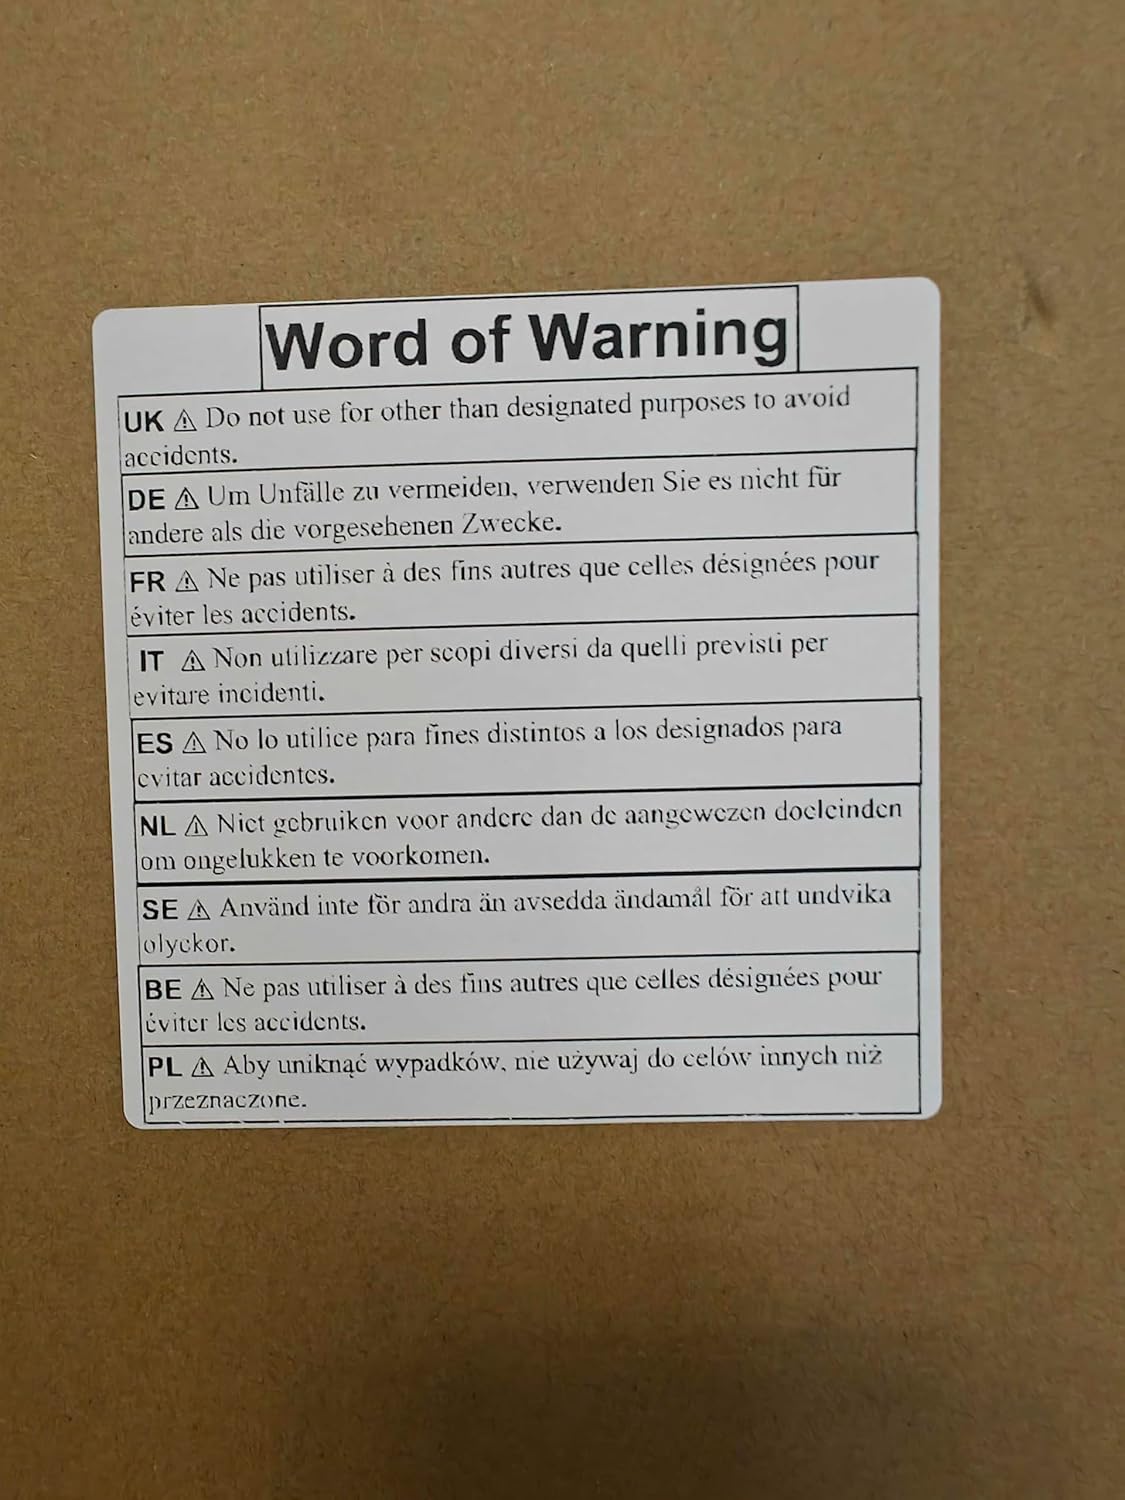 Word of Warning
UK ⚠ Do not use for other than designated purposes to avoid
accidents.
DE ⚠ Um Unfälle zu vermeiden, verwenden Sie es nicht für
andere als die vorgesehenen Zwecke.
FR ⚠ Ne pas utiliser à des fins autres que celles désignées pour
éviter les accidents.
IT ⚠ Non utilizzare per scopi diversi da quelli previsti per
evitare incidenti.
ES ⚠ No lo utilice para fines distintos a los designados para
evitar accidentes.
NL ⚠ Niet gebruiken voor andere dan de aangewezen doeleinden
om ongelukken te voorkomen.
SE ⚠ Använd inte för andra än avsedda ändamål för att undvika
olyckor.
BE ⚠ Ne pas utiliser à des fins autres que celles désignées pour
éviter les accidents.
PL ⚠ Aby uniknąć wypadków, nie używaj do celów innych niż
przeznaczone.